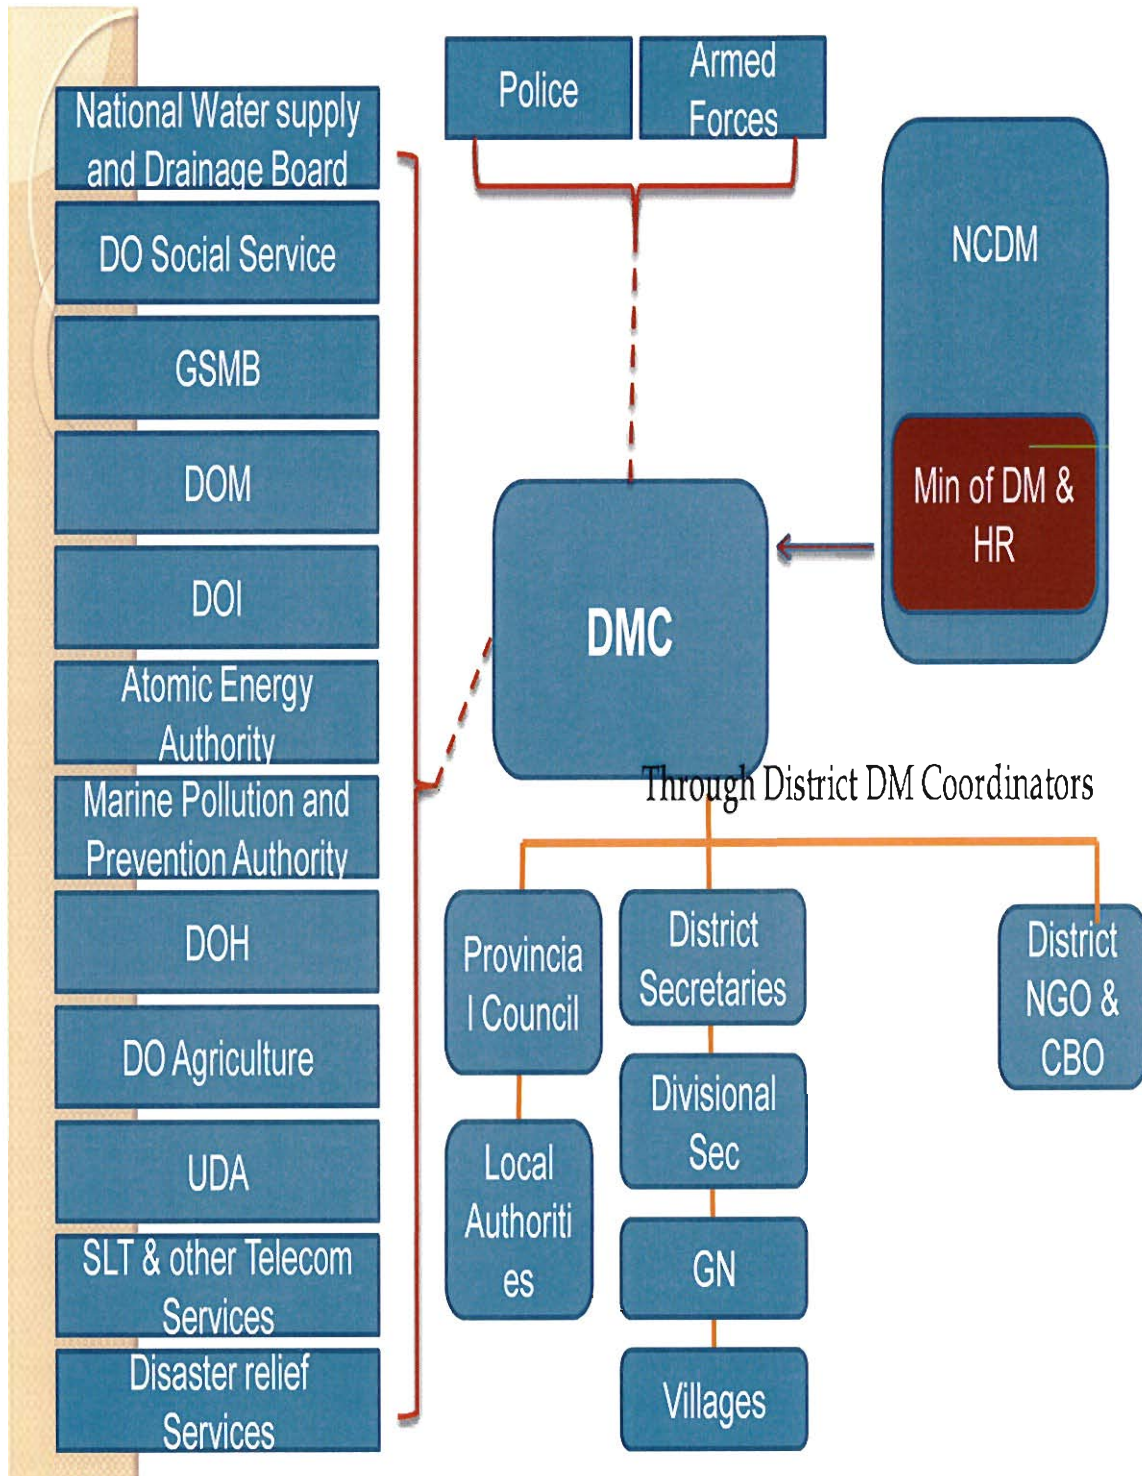 National Water supply
and Drainage Board
DO Social Service
GSMB
DOM
DOI
Atomic Energy
Authority
Marine Pollution and
Prevention Authority
DOH
DO Agriculture
UDA
SLT & other Telecom
Services
Disaster relief
Services
Police
Armed
Forces
NCDM
Min of DM &
HR
DMC
Through District DM Coordinators
Provincia
l Council
Local
Authoriti
es
District
Secretaries
Divisional
Sec
GN
Villages
District
NGO &
CBO